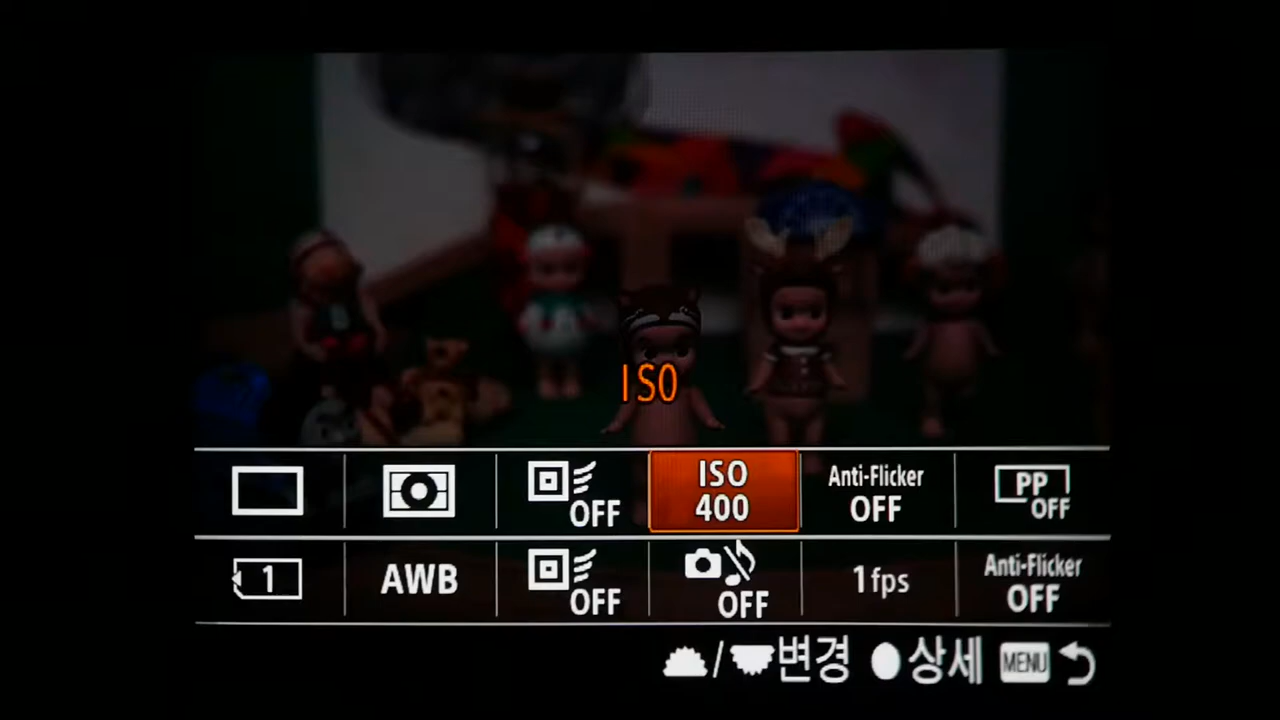 ISO
OFF ISO 400 Anti-Flicker OFF PP OFF
1 AWB OFF OFF 1fps Anti-Flicker OFF
/ 변경 상세 MENU